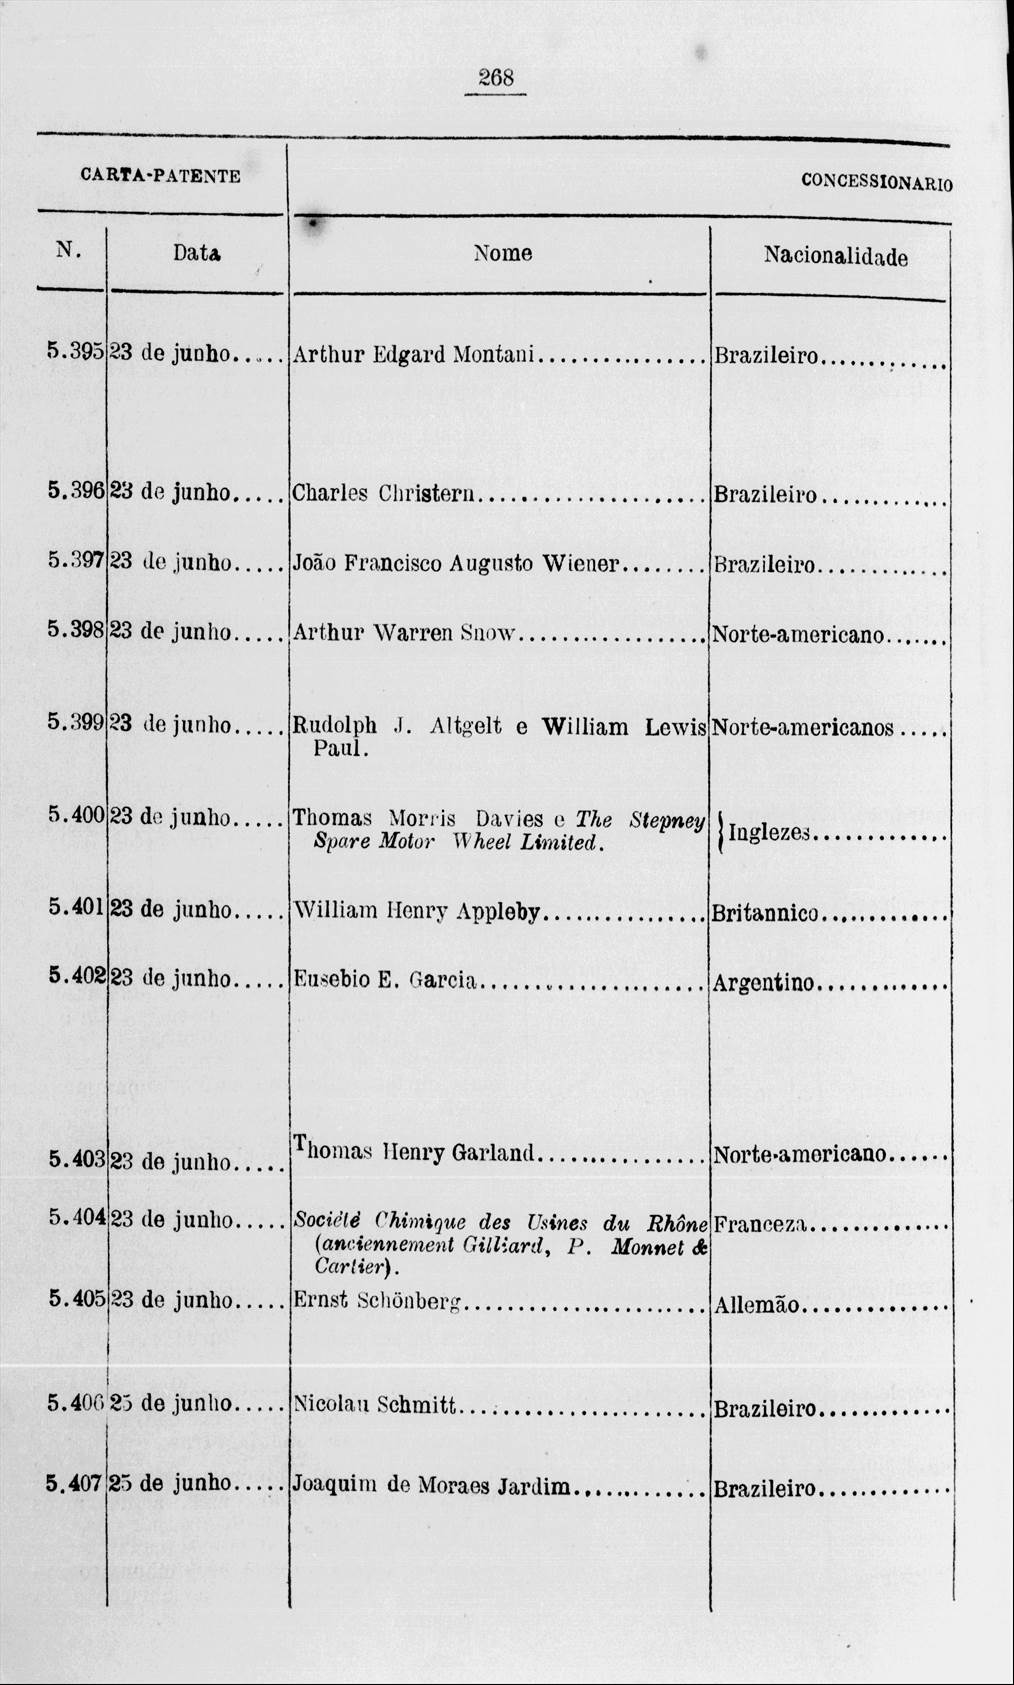 268
CARTA-PATENTE CONCESSIONARIO
N. Data Nome Nacionalidade
5.395 23 de junho..... Arthur Edgard Montani................ Brazileiro.............
5.396 23 de junho..... Charles Christern...................... Brazileiro.............
5.397 23 de junho..... João Francisco Augusto Wiener........ Brazileiro.............
5.398 23 de junho..... Arthur Warren Snow.................. Norte-americano.......
5.399 23 de junho..... Rudolph J. Altgelt e William Lewis Norte-americanos.....
Paul.
5.400 23 de junho..... Thomas Morris Davies e The Stepney
Spare Motor Wheel Limited. } Inglezes.............
5.401 23 de junho..... William Henry Appleby................ Britannico.............
5.402 23 de junho..... Eusebio E. Garcia...................... Argentino.............
5.403 23 de junho..... Thomas Henry Garland................ Norte-americano......
5.404 23 de junho..... Société Chimique des Usines du Rhône Franceza..............
(anciennement Gilliard, P. Monnet &
Cartier).
5.405 23 de junho..... Ernst Schönberg........................ Allemão..............
5.406 25 de junho..... Nicolau Schmitt........................ Brazileiro.............
5.407 25 de junho..... Joaquim de Moraes Jardim............. Brazileiro.............